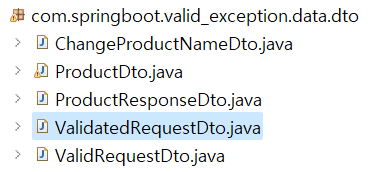 com.springboot.valid_exception.data.dto
ChangeProductNameDto.java
ProductDto.java
ProductResponseDto.java
ValidatedRequestDto.java
ValidRequestDto.java